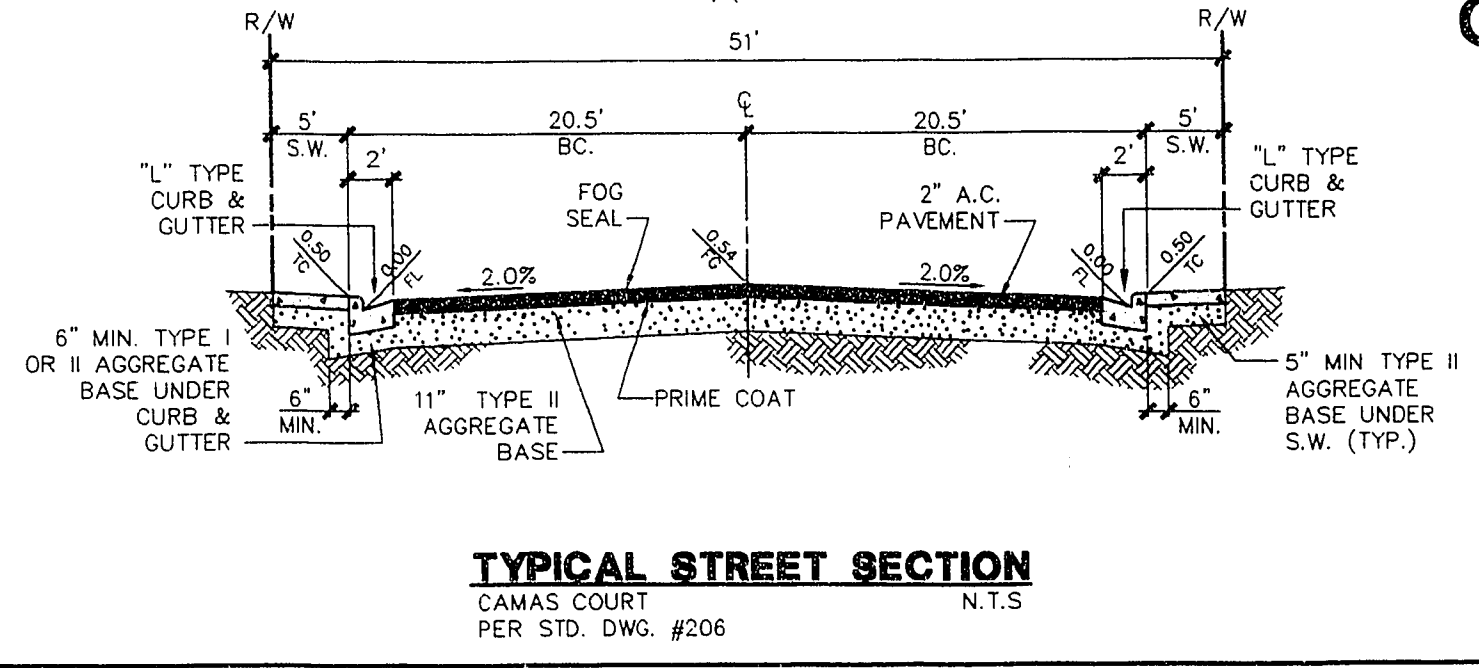 R/W
R/W
51'
℄
5'
S.W.
20.5'
BC.
20.5'
BC.
5'
S.W.
2'
2'
"L" TYPE
CURB &
GUTTER
FOG
SEAL
2" A.C.
PAVEMENT
"L" TYPE
CURB &
GUTTER
0.50
TC
0.00
FL
0.54
FG
0.00
FL
0.50
TC
2.0%
2.0%
6" MIN. TYPE I
OR II AGGREGATE
BASE UNDER
CURB &
GUTTER
6"
MIN.
11" TYPE II
AGGREGATE
BASE
PRIME COAT
6"
MIN.
5" MIN TYPE II
AGGREGATE
BASE UNDER
S.W. (TYP.)
TYPICAL STREET SECTION
CAMAS COURT
N.T.S
PER STD. DWG. #206